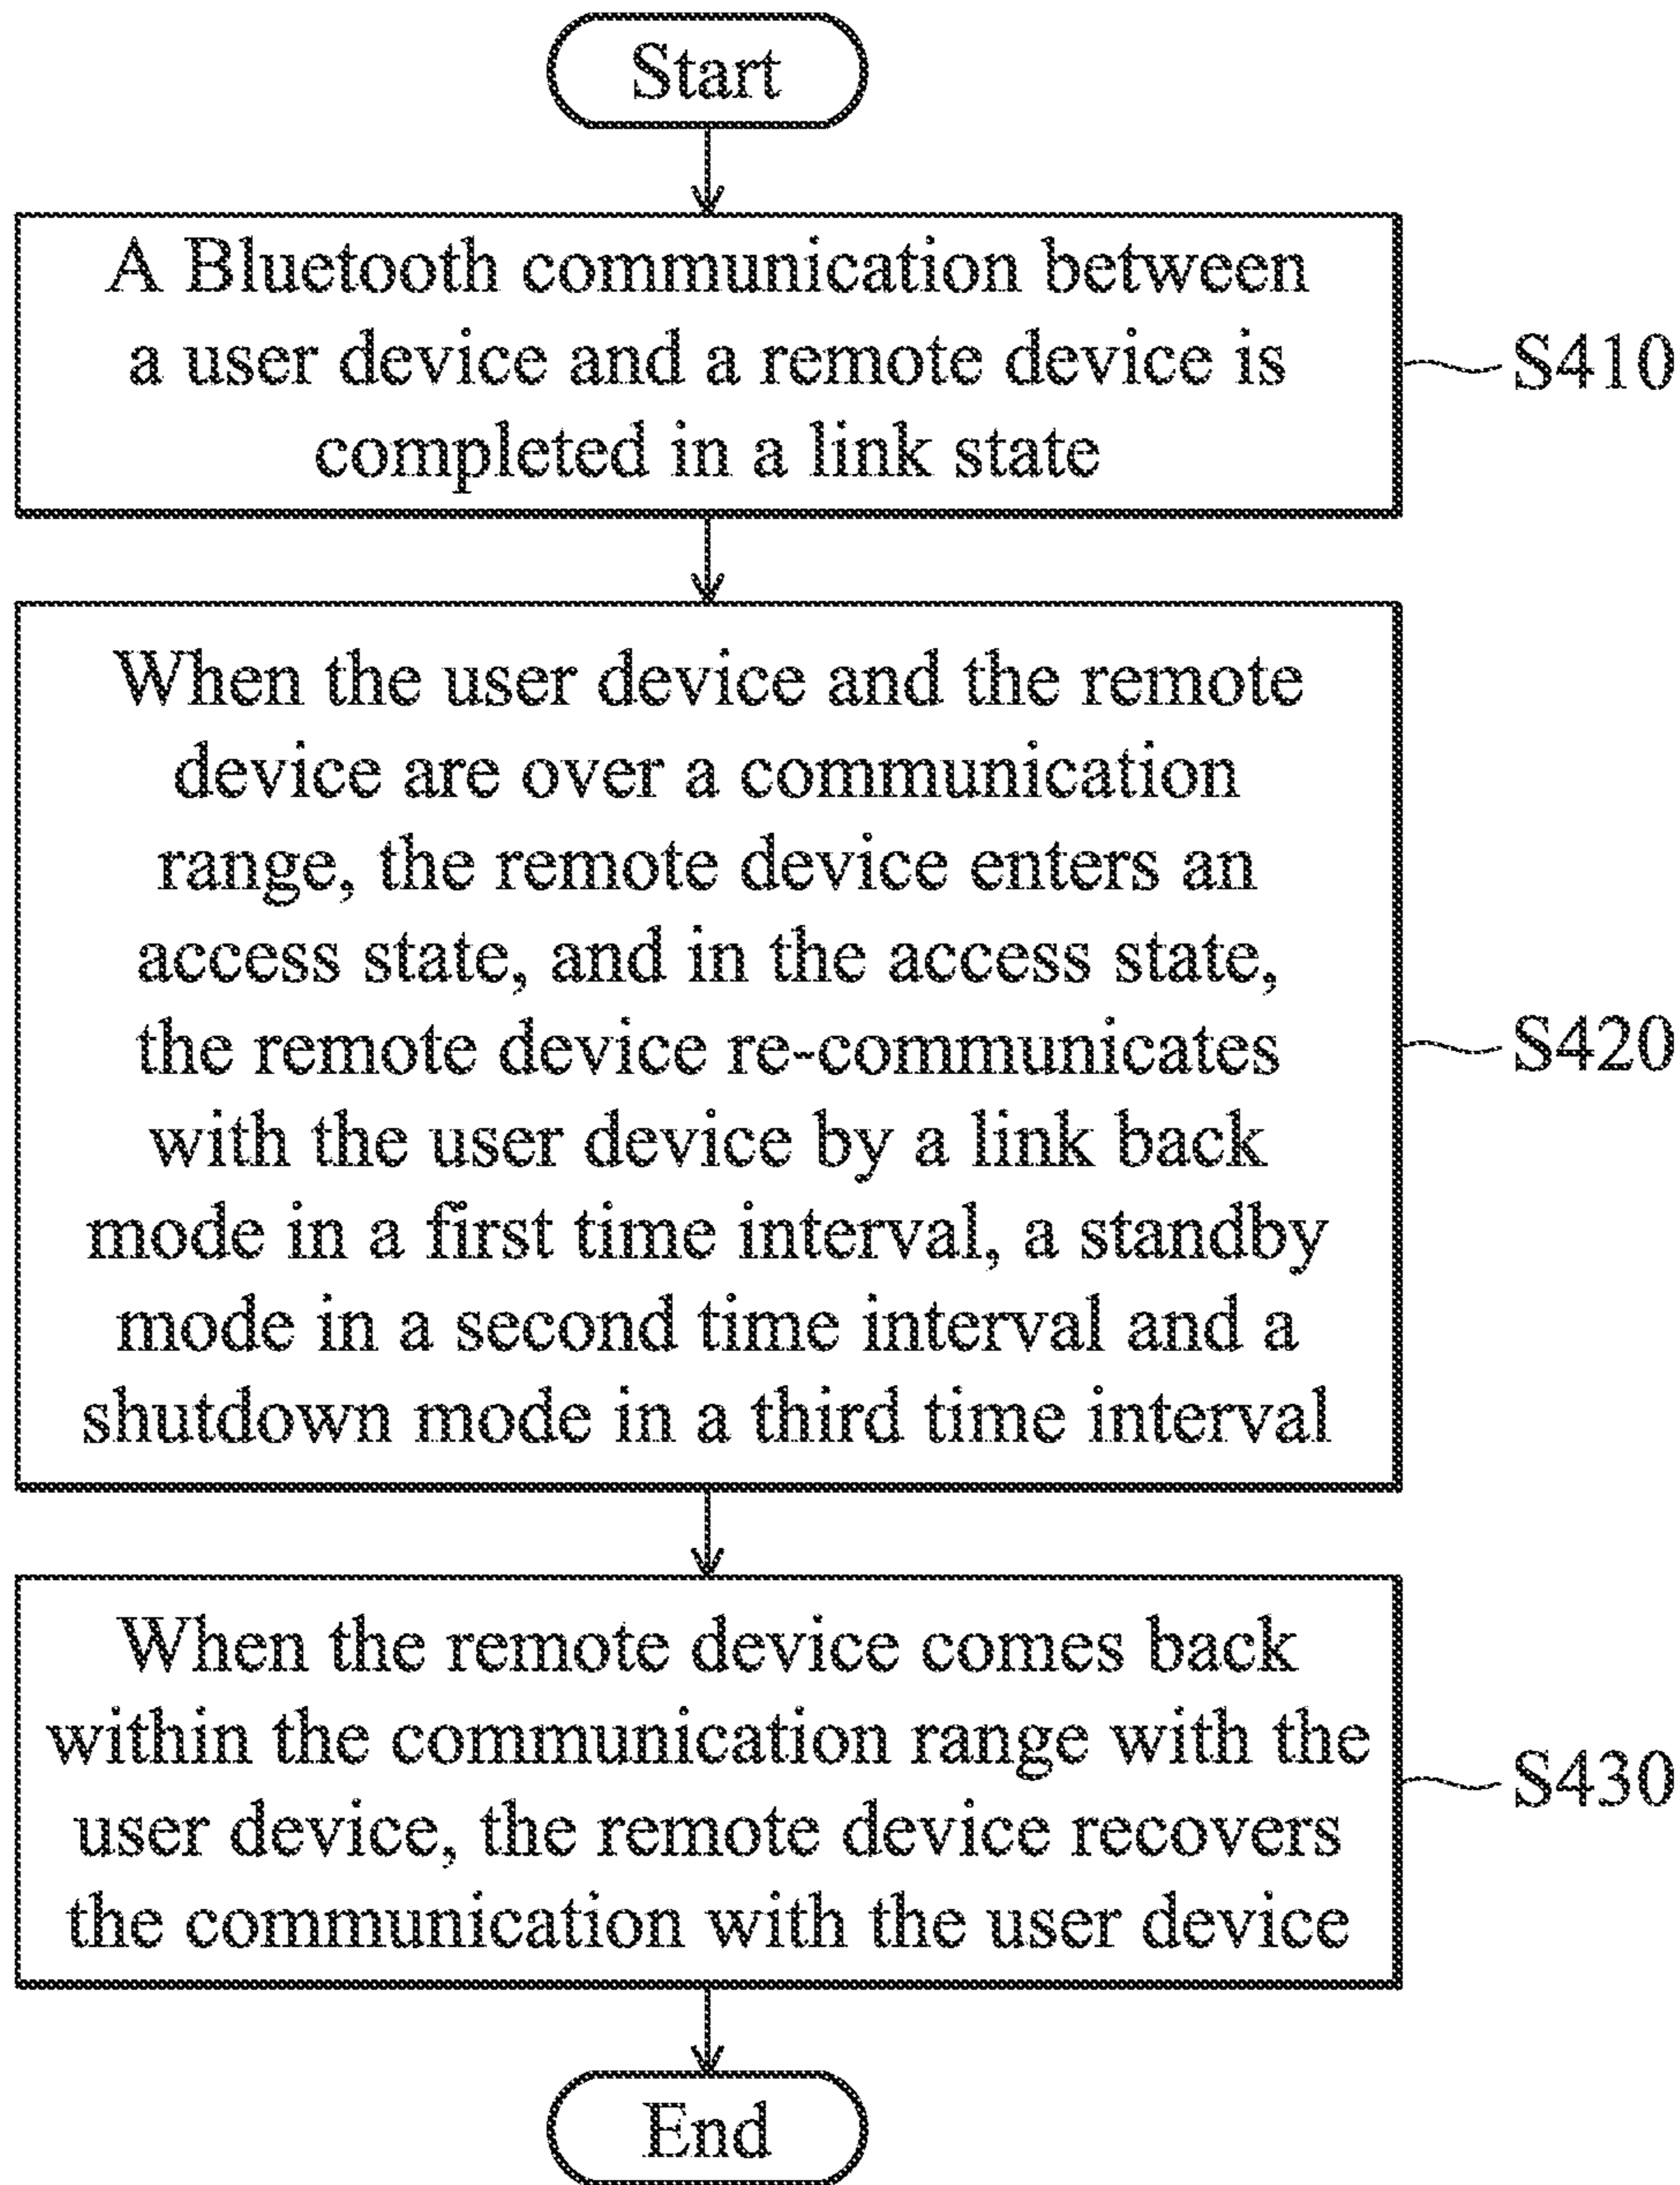 Start
A Bluetooth communication between
a user device and a remote device is
completed in a link state
S410
When the user device and the remote
device are over a communication
range, the remote device enters an
access state, and in the access state,
the remote device re-communicates
with the user device by a link back
mode in a first time interval, a standby
mode in a second time interval and a
shutdown mode in a third time interval
S420
When the remote device comes back
within the communication range with the
user device, the remote device recovers
the communication with the user device
S430
End